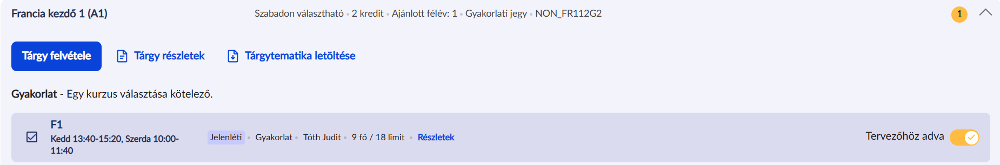 Francia kezdő 1 (A1) Szabadon választható • 2 kredit • Ajánlott félév: 1 • Gyakorlati jegy • NON_FR112G2 1
Tárgy felvétele Tárgy részletek Tárgytematika letöltése
Gyakorlat - Egy kurzus választása kötelező.
F1
Kedd 13:40-15:20, Szerda 10:00-
11:40
Jelenléti • Gyakorlat • Tóth Judit • 9 fő / 18 limit • Részletek
Tervezőhöz adva